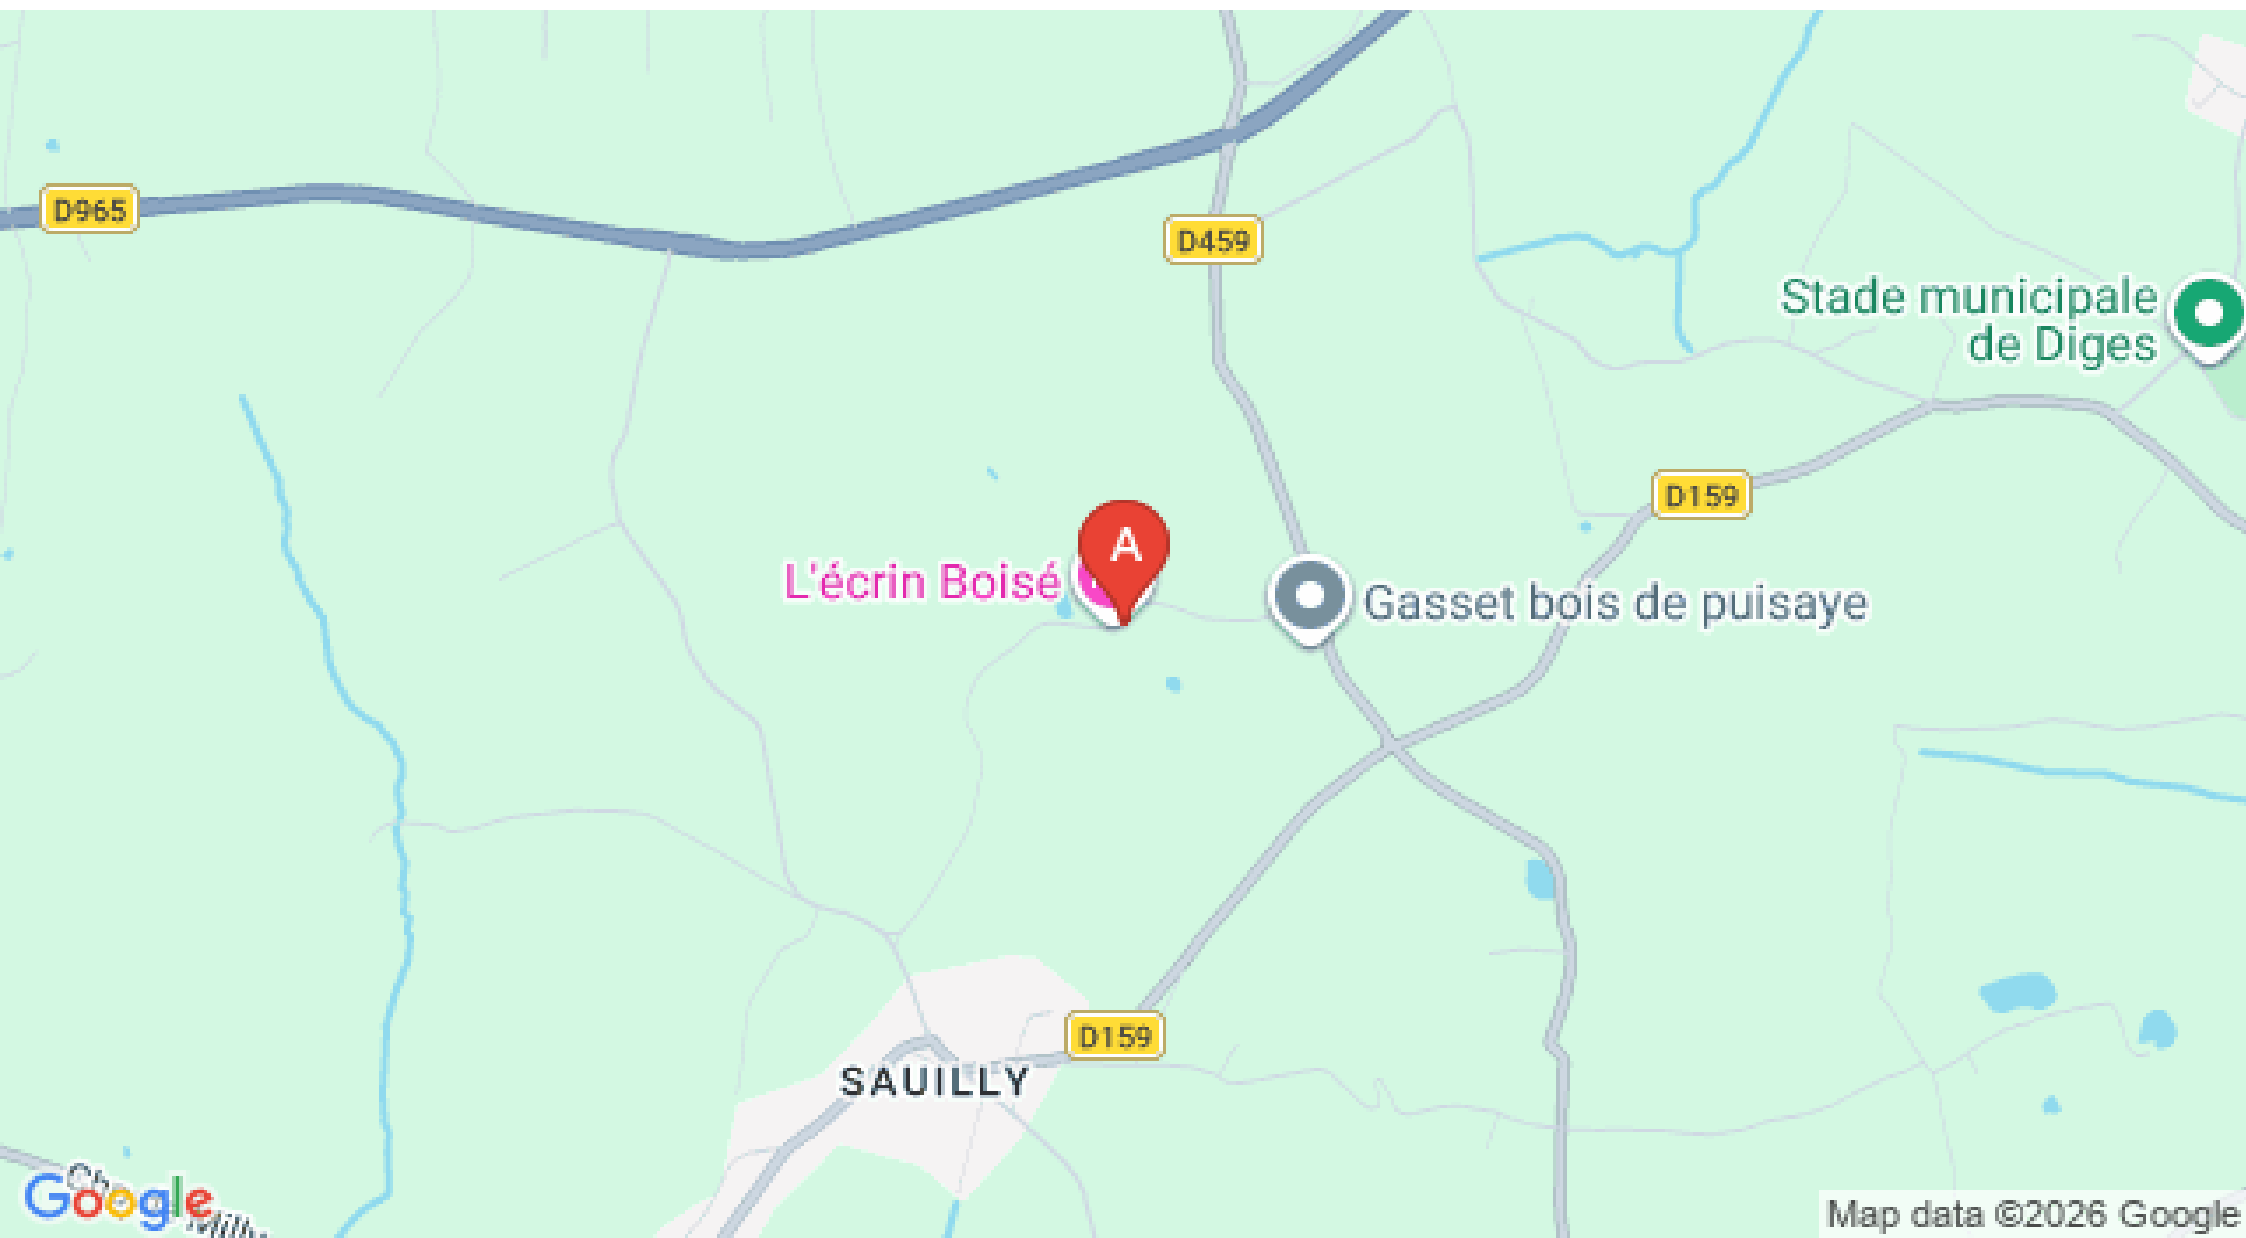 D965
D459
Stade municipale
de Diges
D159
A
L'écrin Boisé
Gasset bois de puisaye
D159
SAUILLY
Google
Map data ©2026 Google